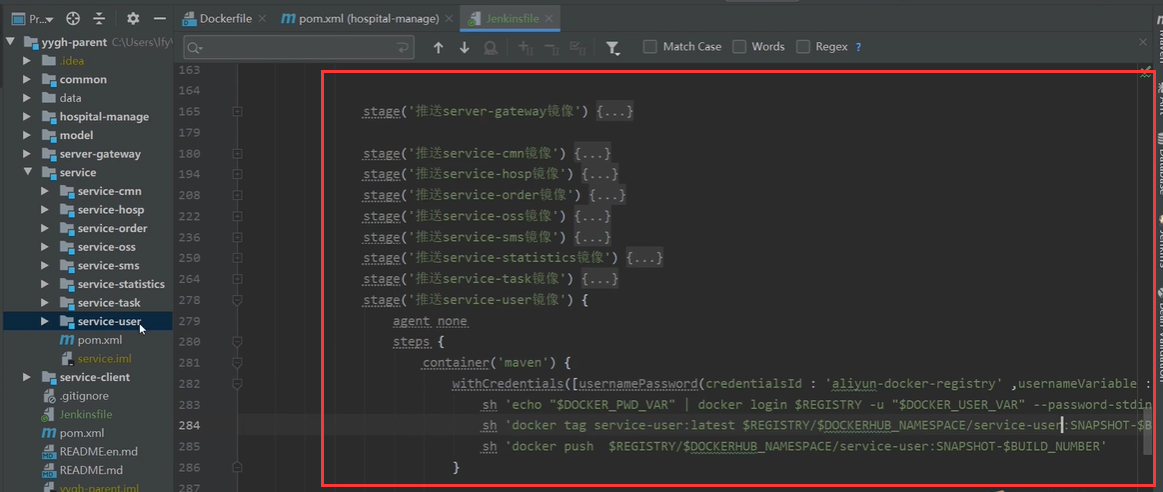 Pr...
Dockerfile
pom.xml (hospital-manage)
Jenkinsfile
yygh-parent C:\Users\lfy\
Match Case
Words
Regex
?
.idea
common
data
hospital-manage
model
server-gateway
service
service-cmn
service-hosp
service-order
service-oss
service-sms
service-statistics
service-task
service-user
pom.xml
service.iml
service-client
.gitignore
Jenkinsfile
pom.xml
README.en.md
README.md
yygh-parent.iml
163
164
165 stage('推送server-gateway镜像') {...}
179
180 stage('推送service-cmn镜像') {...}
194 stage('推送service-hosp镜像') {...}
208 stage('推送service-order镜像') {...}
222 stage('推送service-oss镜像') {...}
236 stage('推送service-sms镜像') {...}
250 stage('推送service-statistics镜像') {...}
264 stage('推送service-task镜像') {...}
278 stage('推送service-user镜像') {
279 agent none
280 steps {
281 container('maven') {
282 withCredentials([usernamePassword(credentialsId : 'aliyun-docker-registry' ,usernameVariable :
283 sh 'echo "$DOCKER_PWD_VAR" | docker login $REGISTRY -u "$DOCKER_USER_VAR" --password-stdin
284 sh 'docker tag service-user:latest $REGISTRY/$DOCKERHUB_NAMESPACE/service-user:SNAPSHOT-$B
285 sh 'docker push  $REGISTRY/$DOCKERHUB_NAMESPACE/service-user:SNAPSHOT-$BUILD_NUMBER'
286 }
287